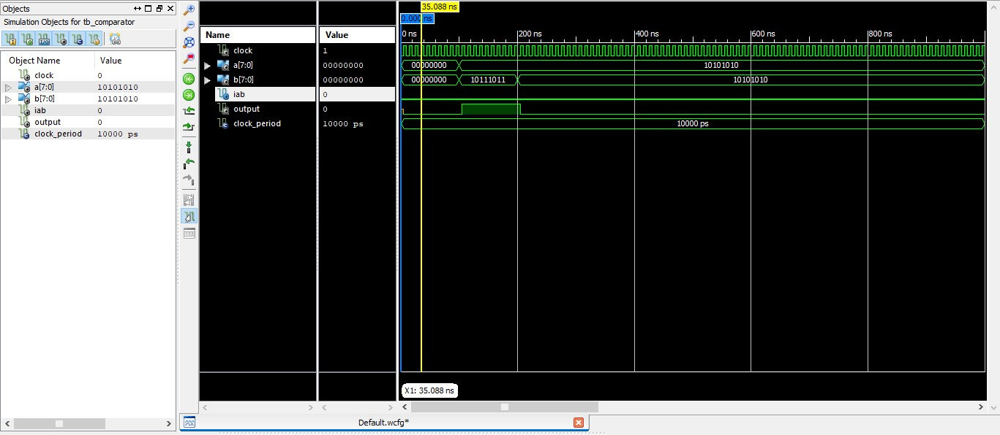 Objects
Simulation Objects for tb_comparator
Object Name Value
clock 0
a[7:0] 10101010
b[7:0] 10101010
iab 0
output 0
clock_period 10000 ps
Name Value
clock 1
a[7:0] 00000000
b[7:0] 00000000
iab 0
output 0
clock_period 10000 ps
35.088 ns
0.000 ns
0 ns 200 ns 400 ns 600 ns 800 ns
00000000 10101010
00000000 10111011 10101010
10000 ps
X1: 35.088 ns
Default.wcfg*